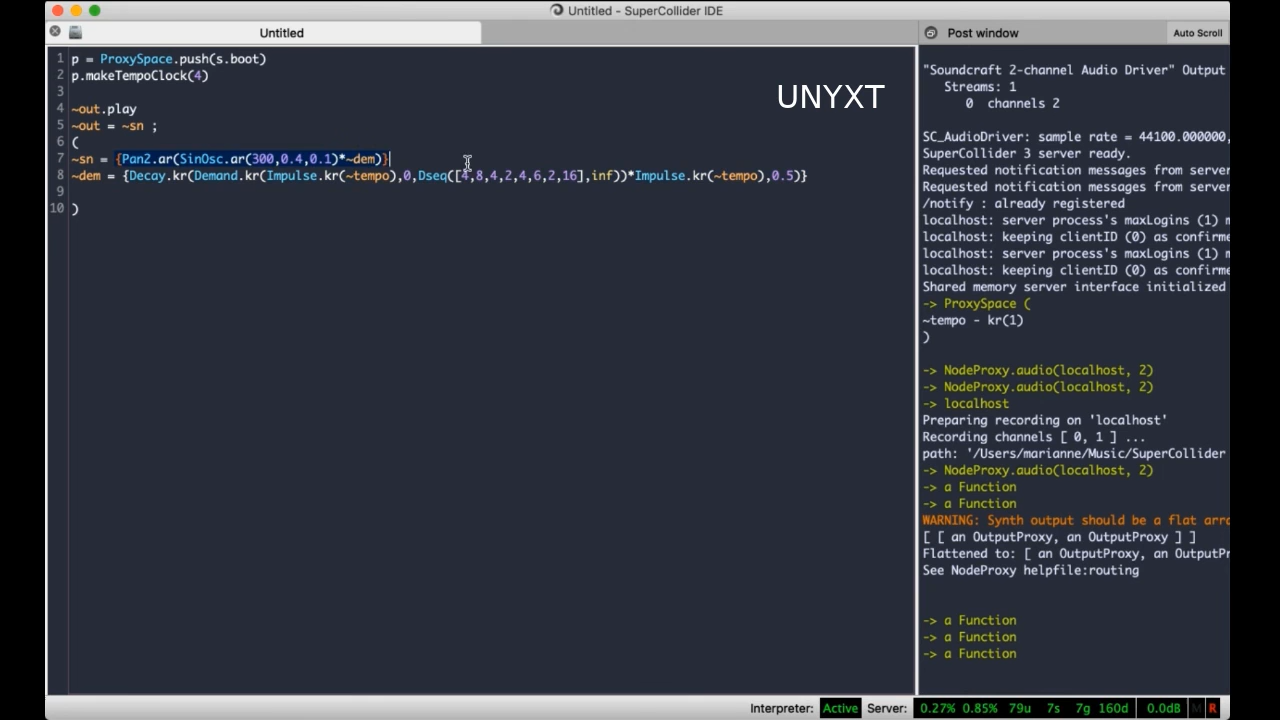 Untitled - SuperCollider IDE
Untitled
Post window
Auto Scroll
1 p = ProxySpace.push(s.boot)
2 p.makeTempoClock(4)
3
4 ~out.play
5 ~out = ~sn ;
6 (
7 ~sn = {Pan2.ar(SinOsc.ar(300,0.4,0.1)*~dem)}
8 ~dem = {Decay.kr(Demand.kr(Impulse.kr(~tempo),0,Dseq([4,8,4,2,4,6,2,16],inf))*Impulse.kr(~tempo),0.5)}
9
10 )
UNYXT
"Soundcraft 2-channel Audio Driver" Output
Streams: 1
0 channels 2
SC_AudioDriver: sample rate = 44100.000000,
SuperCollider 3 server ready.
Requested notification messages from server
Requested notification messages from server
/notify : already registered
localhost: server process's maxLogins (1) m
localhost: keeping clientID (0) as confirme
localhost: server process's maxLogins (1) m
localhost: keeping clientID (0) as confirme
Shared memory server interface initialized
-> ProxySpace (
~tempo - kr(1)
)
-> NodeProxy.audio(localhost, 2)
-> NodeProxy.audio(localhost, 2)
-> localhost
Preparing recording on 'localhost'
Recording channels [ 0, 1 ] ...
path: '/Users/marianne/Music/SuperCollider
-> NodeProxy.audio(localhost, 2)
-> a Function
-> a Function
WARNING: Synth output should be a flat arra
[ [ an OutputProxy, an OutputProxy ] ]
Flattened to: [ an OutputProxy, an OutputPr
See NodeProxy helpfile:routing
-> a Function
-> a Function
-> a Function
Interpreter: Active Server: 0.27% 0.85% 79u 7s 7g 160d 0.0dB M R